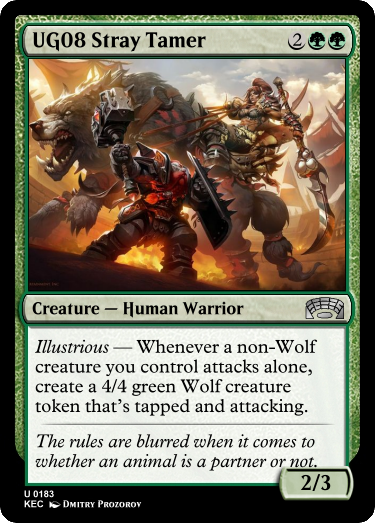 UG08 Stray Tamer 2
Creature — Human Warrior
Illustrious — Whenever a non-Wolf
creature you control attacks alone,
create a 4/4 green Wolf creature
token that's tapped and attacking.
The rules are blurred when it comes to
whether an animal is a partner or not.
2/3
U 0183
KEC Dmitry Prozorov